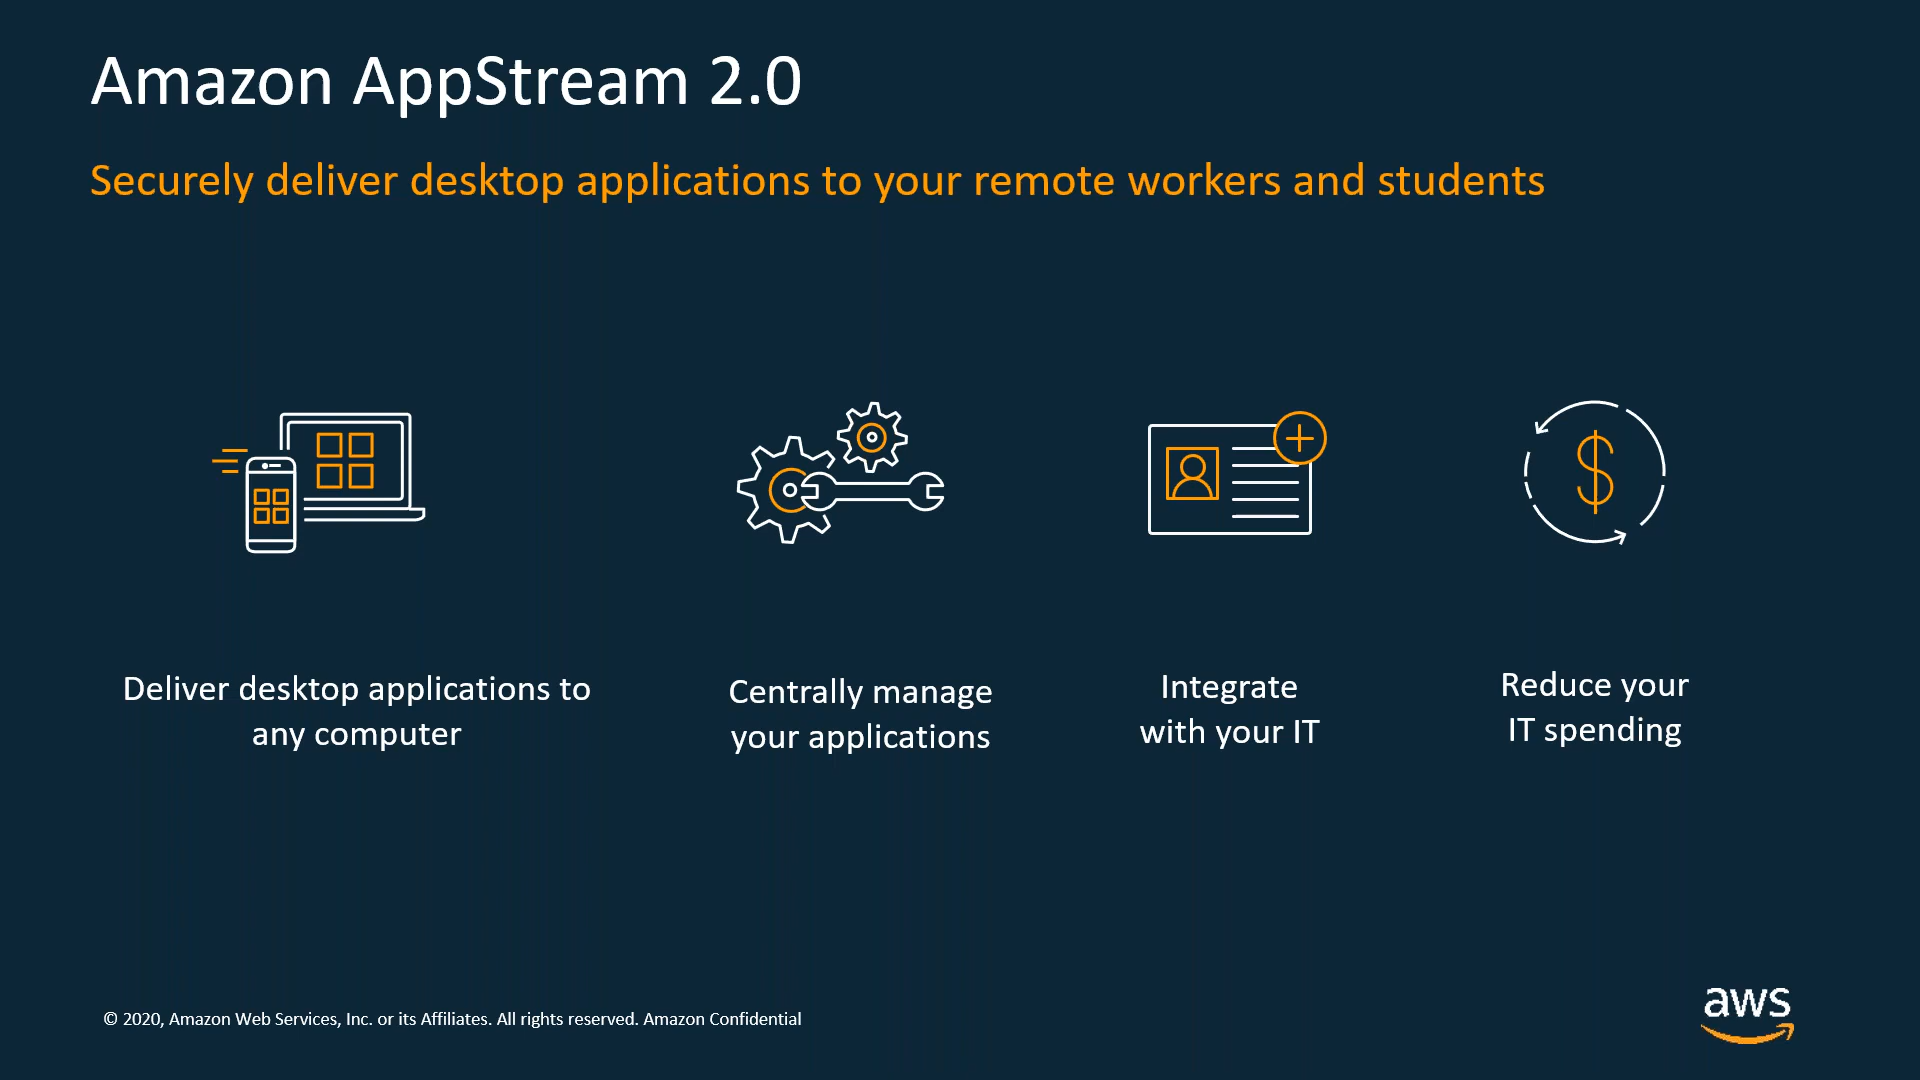 Amazon AppStream 2.0
Securely deliver desktop applications to your remote workers and students
Deliver desktop applications to
any computer
Centrally manage
your applications
Integrate
with your IT
Reduce your
IT spending
© 2020, Amazon Web Services, Inc. or its Affiliates. All rights reserved. Amazon Confidential
aws